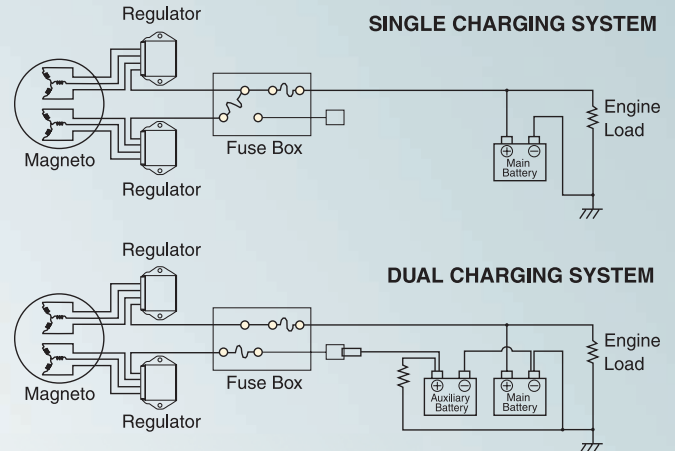 Regulator
SINGLE CHARGING SYSTEM
Engine
Load
Magneto
Fuse Box
⊕ ⊖
Main
Battery
Regulator
Regulator
DUAL CHARGING SYSTEM
Engine
Load
Magneto
Fuse Box
⊕ ⊖
Auxiliary
Battery
⊕ ⊖
Main
Battery
Regulator